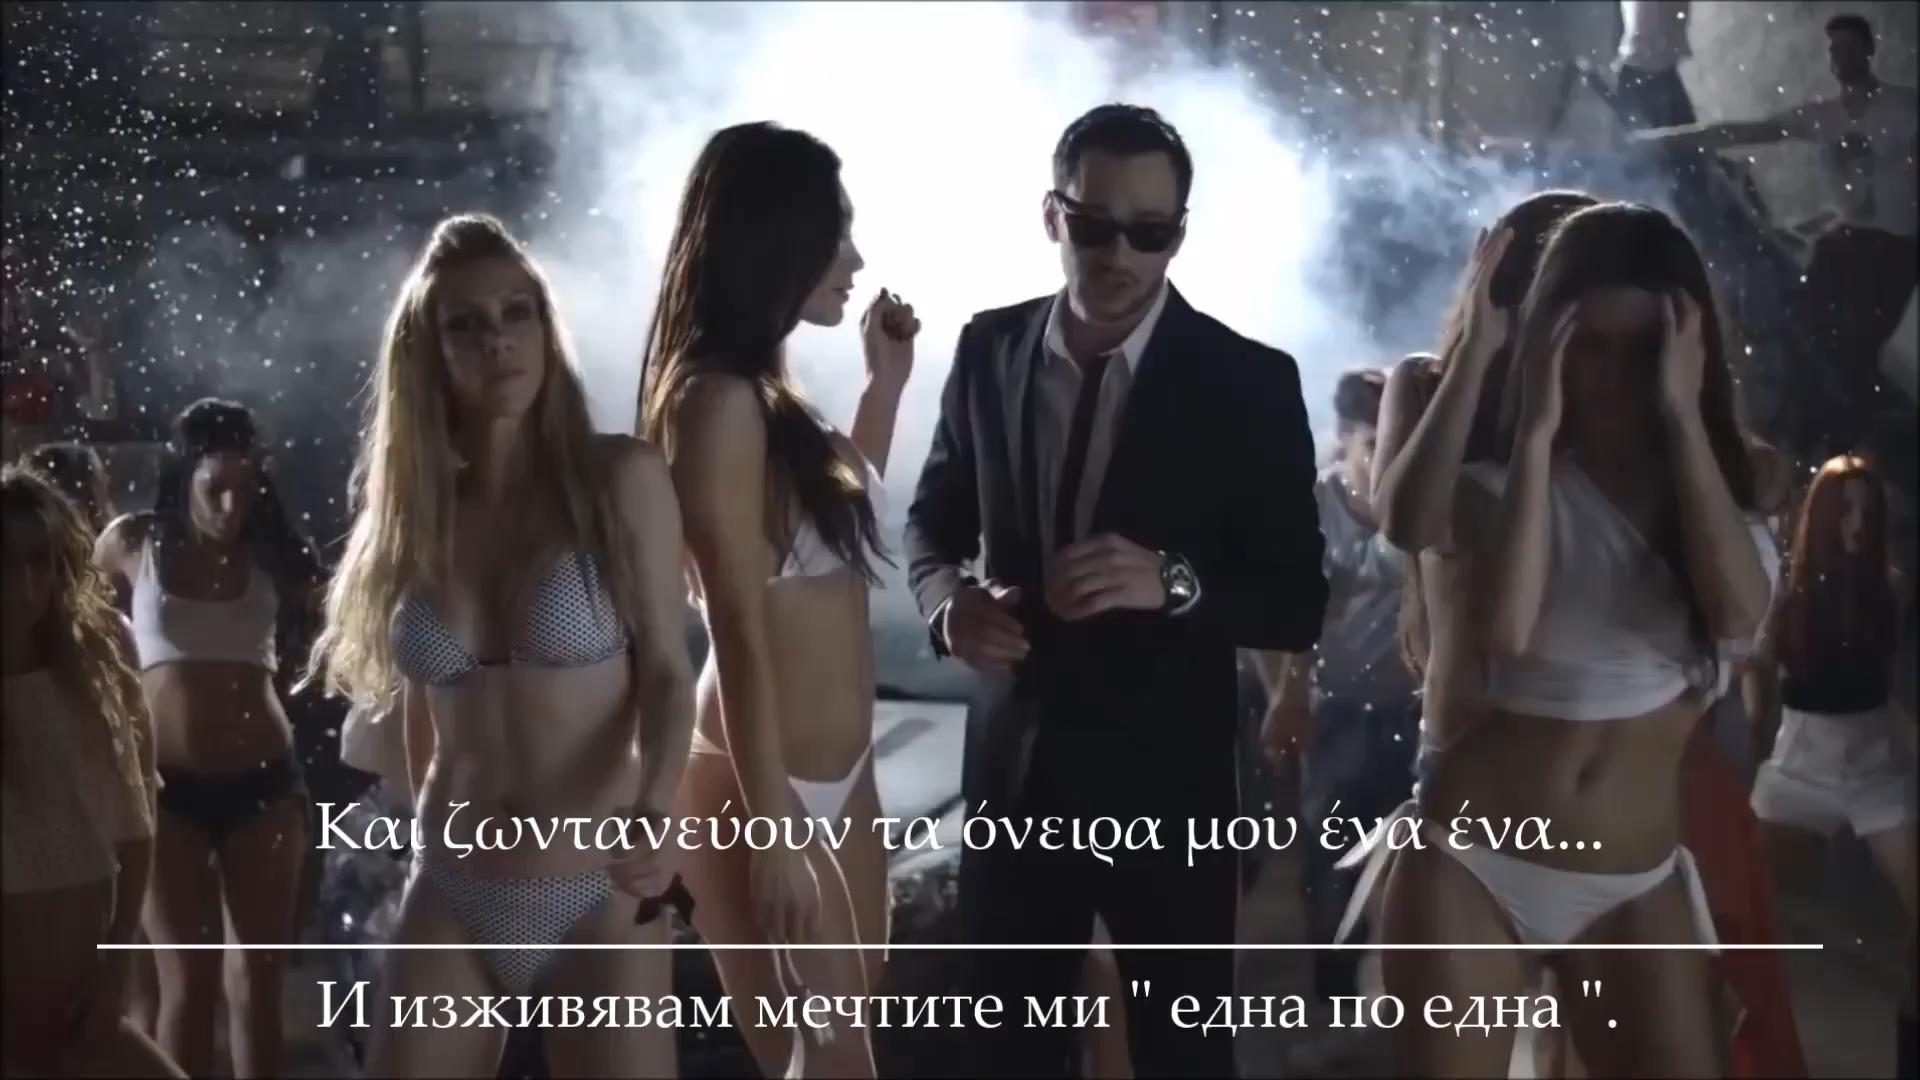 Και ζωντανεύουν τα όνειρα μου ένα ένα...
И изживявам мечтите ми " една по една ".